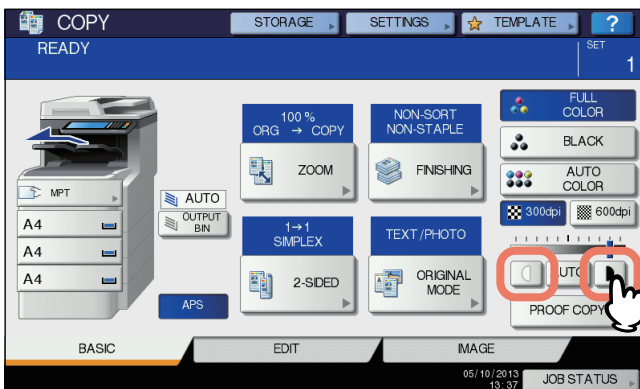 COPY
STORAGE
SETTINGS
TEMPLATE
?
READY
SET
1
100 %
ORG → COPY
ZOOM
NON-SORT
NON-STAPLE
FINISHING
FULL
COLOR
BLACK
AUTO
COLOR
300dpi
600dpi
MPT
A4
A4
A4
AUTO
OUTPUT
BIN
APS
1→1
SIMPLEX
2-SIDED
TEXT/PHOTO
ORIGINAL
MODE
AUTO
PROOF COPY
BASIC
EDIT
IMAGE
05/10/2013
13:37
JOB STATUS